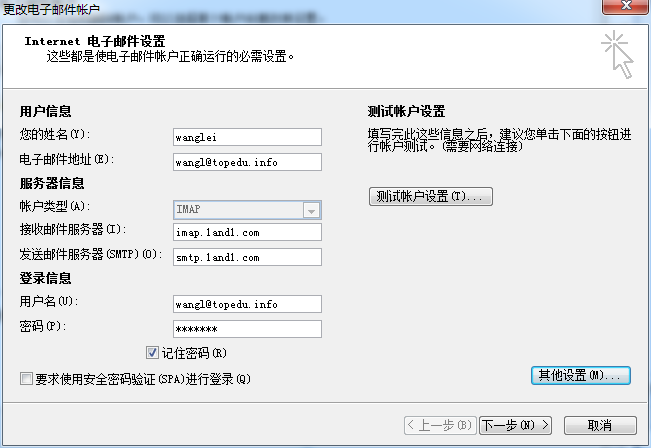 更改电子邮件帐户
Internet 电子邮件设置
这些都是使电子邮件帐户正确运行的必需设置。
用户信息
您的姓名(Y):
wanglei
电子邮件地址(E):
wangl@topedu.info
服务器信息
帐户类型(A):
IMAP
接收邮件服务器(I):
imap.1and1.com
发送邮件服务器(SMTP)(O):
smtp.1and1.com
登录信息
用户名(U):
wangl@topedu.info
密码(P):
*******
记住密码(R)
要求使用安全密码验证(SPA)进行登录(Q)
测试帐户设置
填写完此这些信息之后，建议您单击下面的按钮进
行帐户测试。(需要网络连接)
测试帐户设置(T)...
其他设置(M)...
< 上一步(B)
下一步(N) >
取消